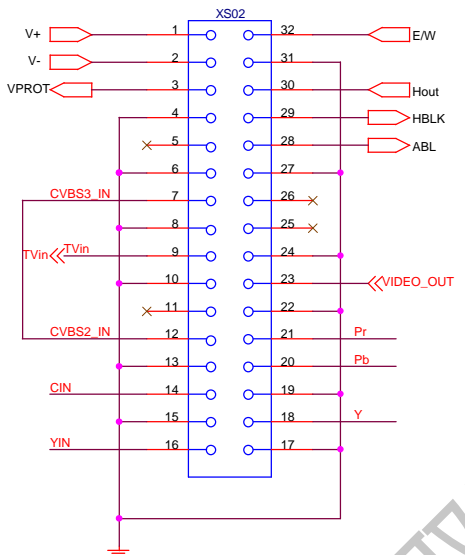 XS02
V+ 1 32 E/W
V- 2 31
VPROT 3 30 Hout
4 29 HBLK
5 28 ABL
6 27
CVBS3_IN 7 26
8 25
TVin TVin 9 24
10 23 VIDEO_OUT
11 22
CVBS2_IN 12 21 Pr
13 20 Pb
CIN 14 19
15 18 Y
YIN 16 17